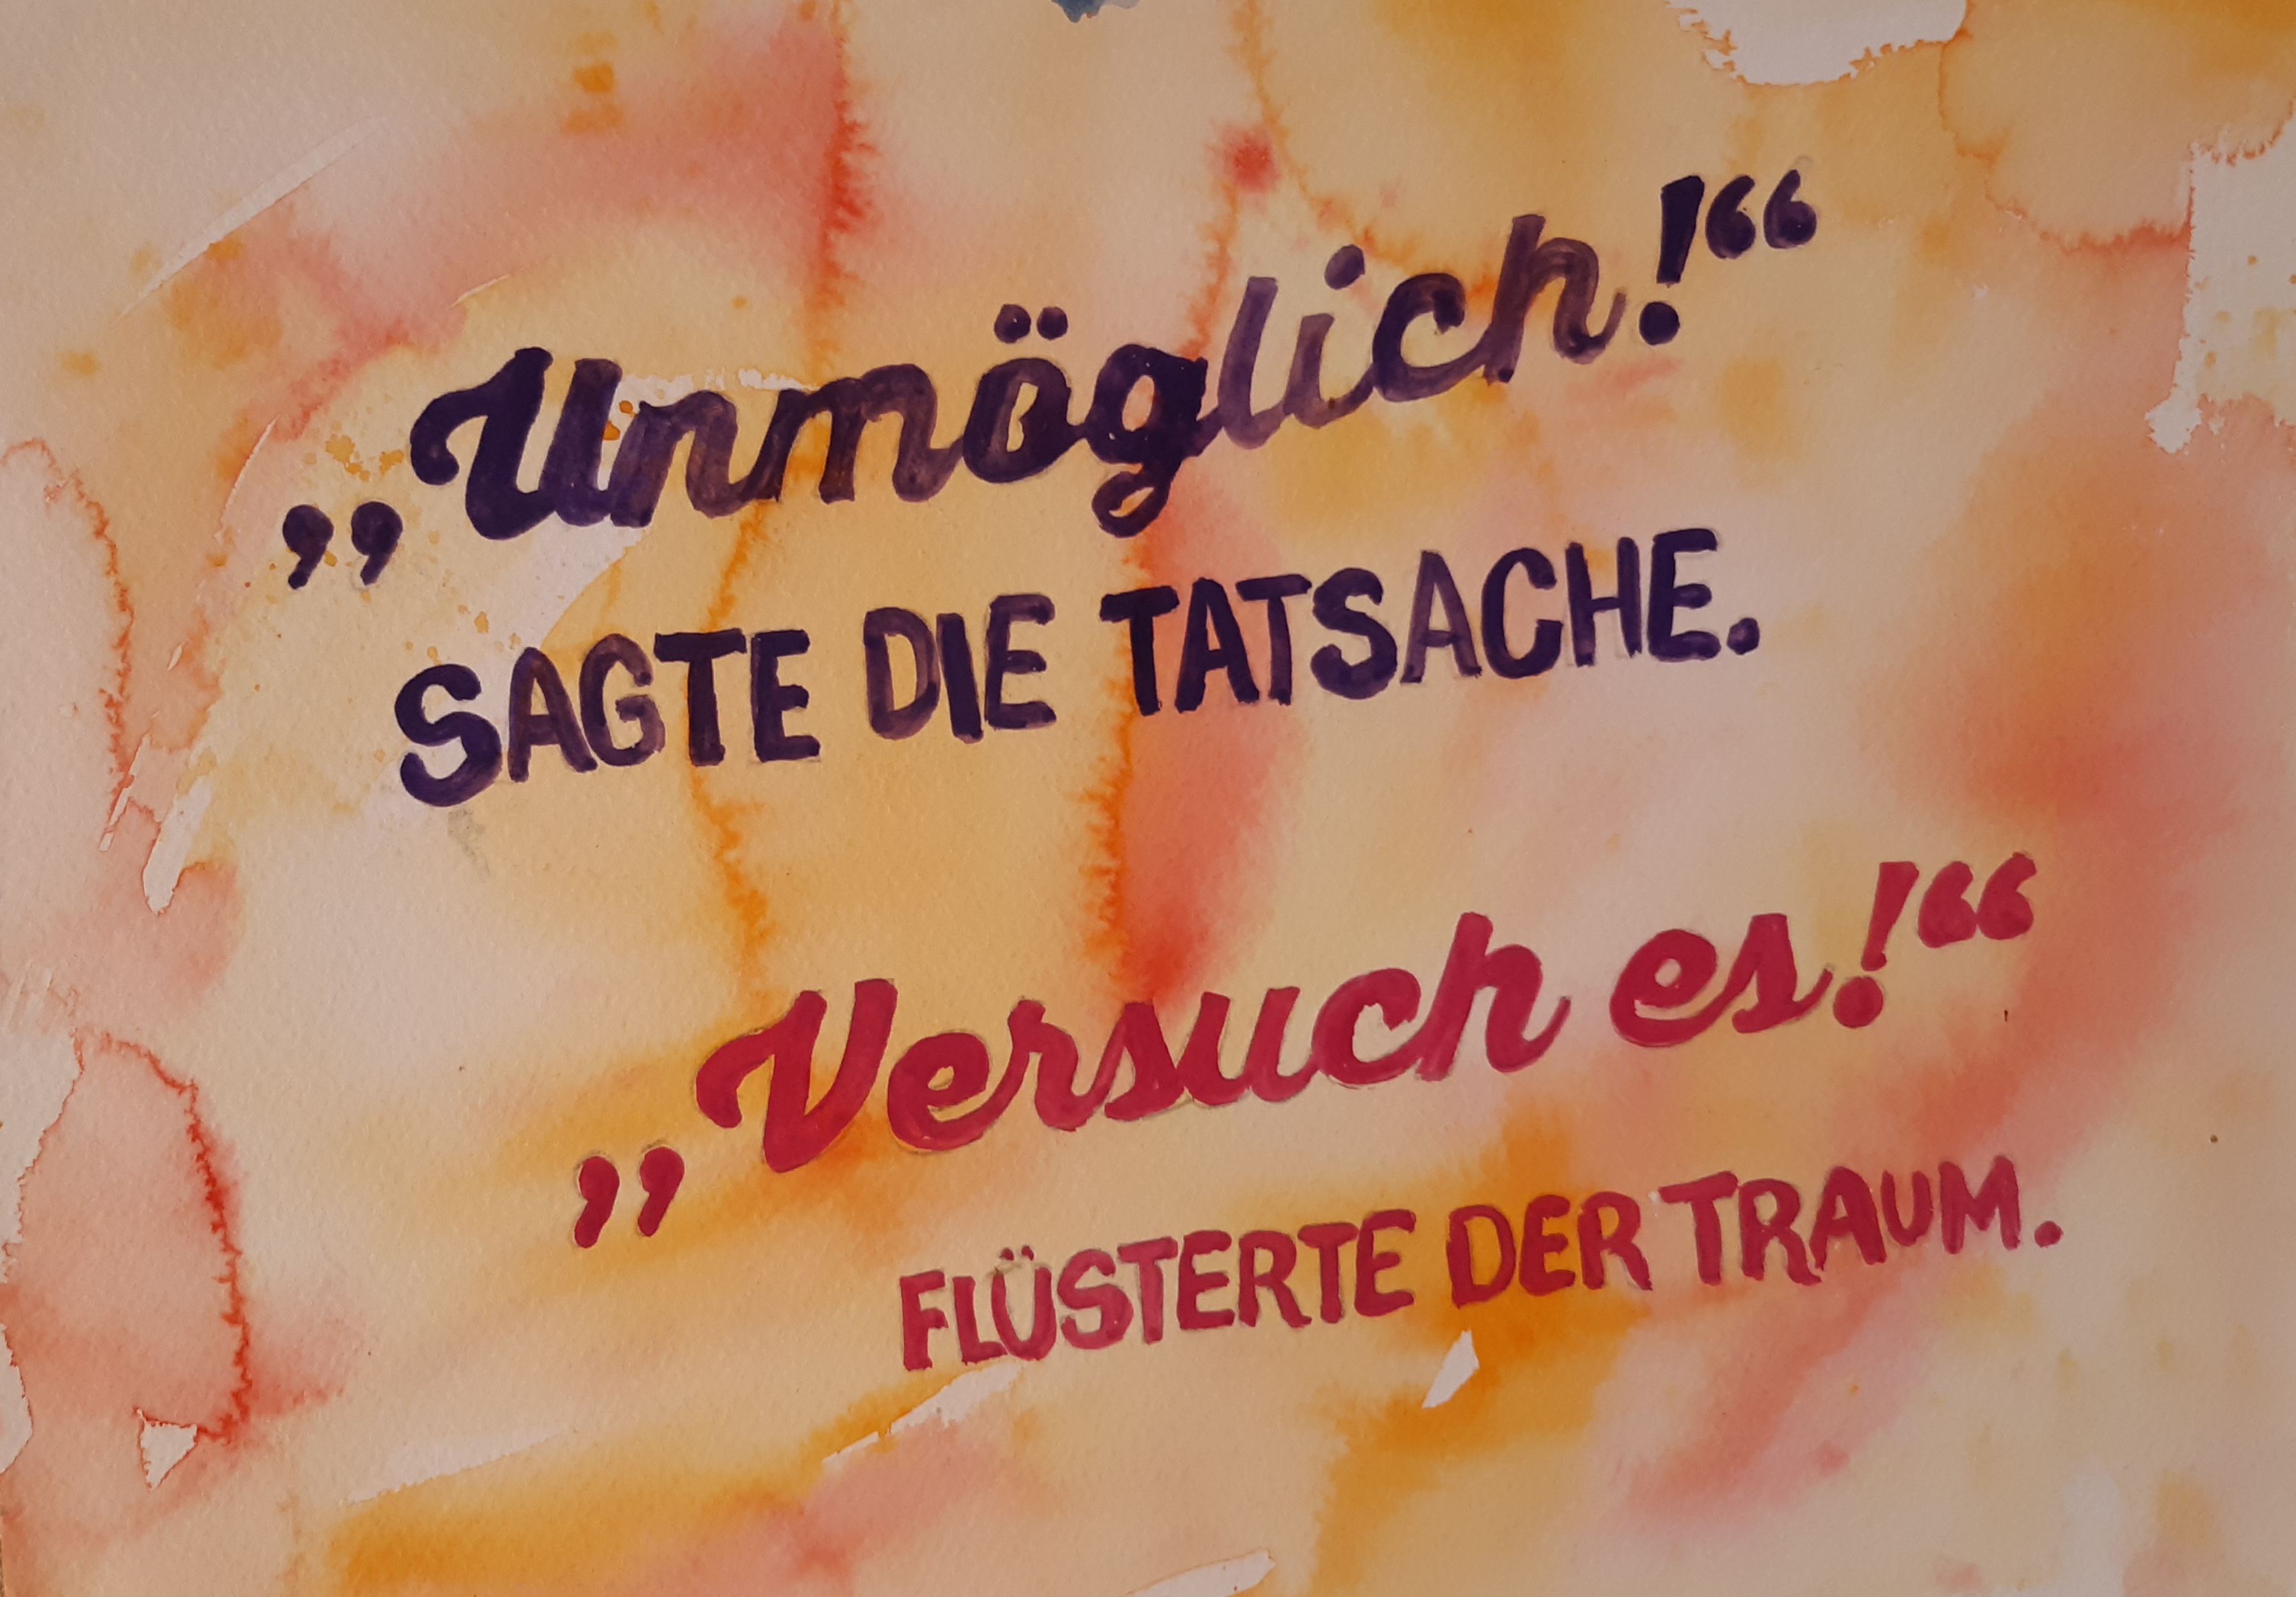 „Unmöglich!“
SAGTE DIE TATSACHE.
„Versuch es!“
FLÜSTERTE DER TRAUM.